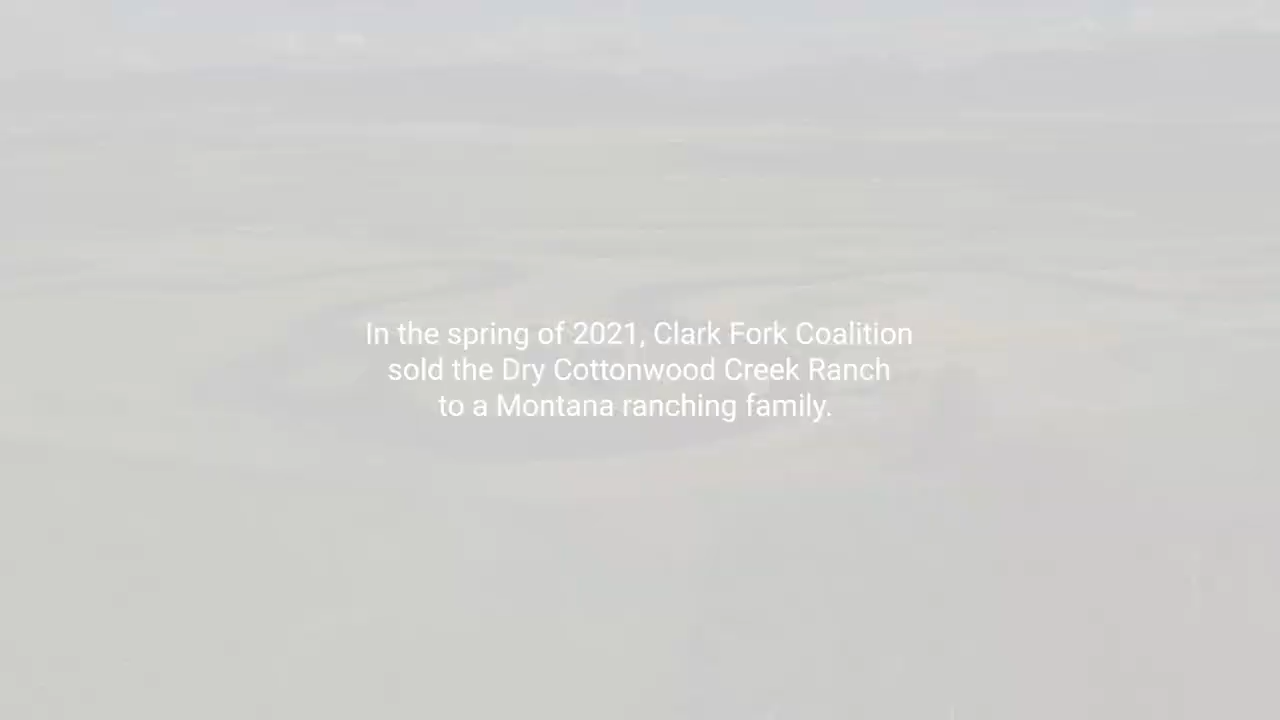 In the spring of 2021, Clark Fork Coalition
sold the Dry Cottonwood Creek Ranch
to a Montana ranching family.